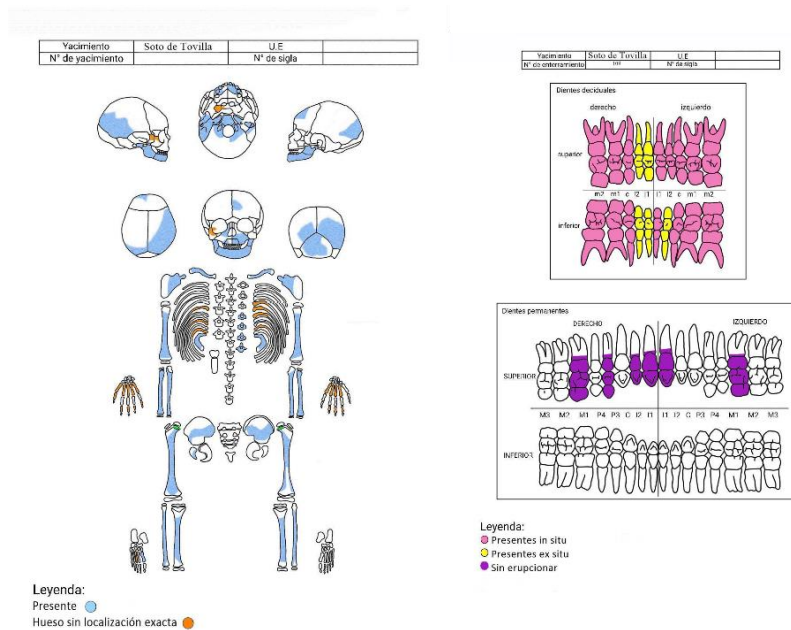 Yacimiento Soto de Tovilla U.E
N° de yacimiento N° de sigla
Leyenda:
Presente
Hueso sin localización exacta
Yacimiento Soto de Tovilla U.E
N° de enterramiento N° de sigla
Dientes deciduales
derecho izquierdo
superior
m2 m1 c i2 i1 i1 i2 c m1 m2
inferior
Dientes permanentes
DERECHO IZQUIERDO
SUPERIOR
M3 M2 M1 P4 P3 C I2 I1 I1 I2 C P3 P4 M1 M2 M3
INFERIOR
Leyenda:
Presentes in situ
Presentes ex situ
Sin erupcionar